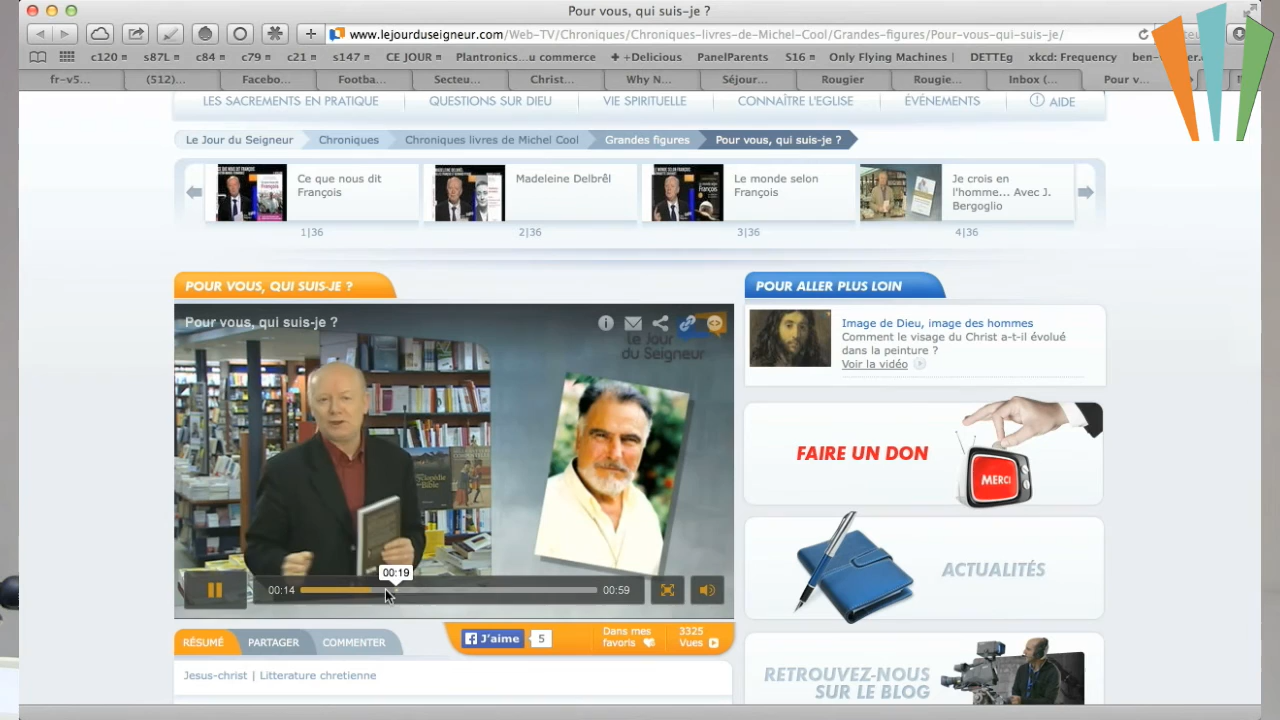 Pour vous, qui suis-je ?
www.lejourduseigneur.com/Web-TV/Chroniques/Chroniques-livres-de-Michel-Cool/Grandes-figures/Pour-vous-qui-suis-je/
c120 s87L c84 c79 t21 s147 CE JOUR Plantronics...u commerce +Delicious PanelParents S16 Only Flying Machines | DETTEg xkcd: Frequency
fr-v5... (512)... Facebo... Footba... Secteu... Christ... Why N... Séjour... Rougier Rougie... Inbox (... Pour v...
LES SACREMENTS EN PRATIQUE QUESTIONS SUR DIEU VIE SPIRITUELLE CONNAÎTRE L'EGLISE ÉVÉNEMENTS AIDE
Le Jour du Seigneur Chroniques Chroniques livres de Michel Cool Grandes figures Pour vous, qui suis-je ?
Ce que nous dit
François
Madeleine Delbrêl
Le monde selon
François
Je crois en
l'homme... Avec J.
Bergoglio
1|36 2|36 3|36 4|36
POUR VOUS, QUI SUIS-JE ?
Pour vous, qui suis-je ?
le Jour
du Seigneur
00:19
00:14 00:59
RÉSUMÉ PARTAGER COMMENTER
J'aime 5
Dans mes
favoris
3325
Vues
Jesus-christ | Litterature chretienne
POUR ALLER PLUS LOIN
Image de Dieu, image des hommes
Comment le visage du Christ a-t-il évolué
dans la peinture ?
Voir la vidéo
FAIRE UN DON
MERCI
ACTUALITÉS
RETROUVEZ-NOUS
SUR LE BLOG